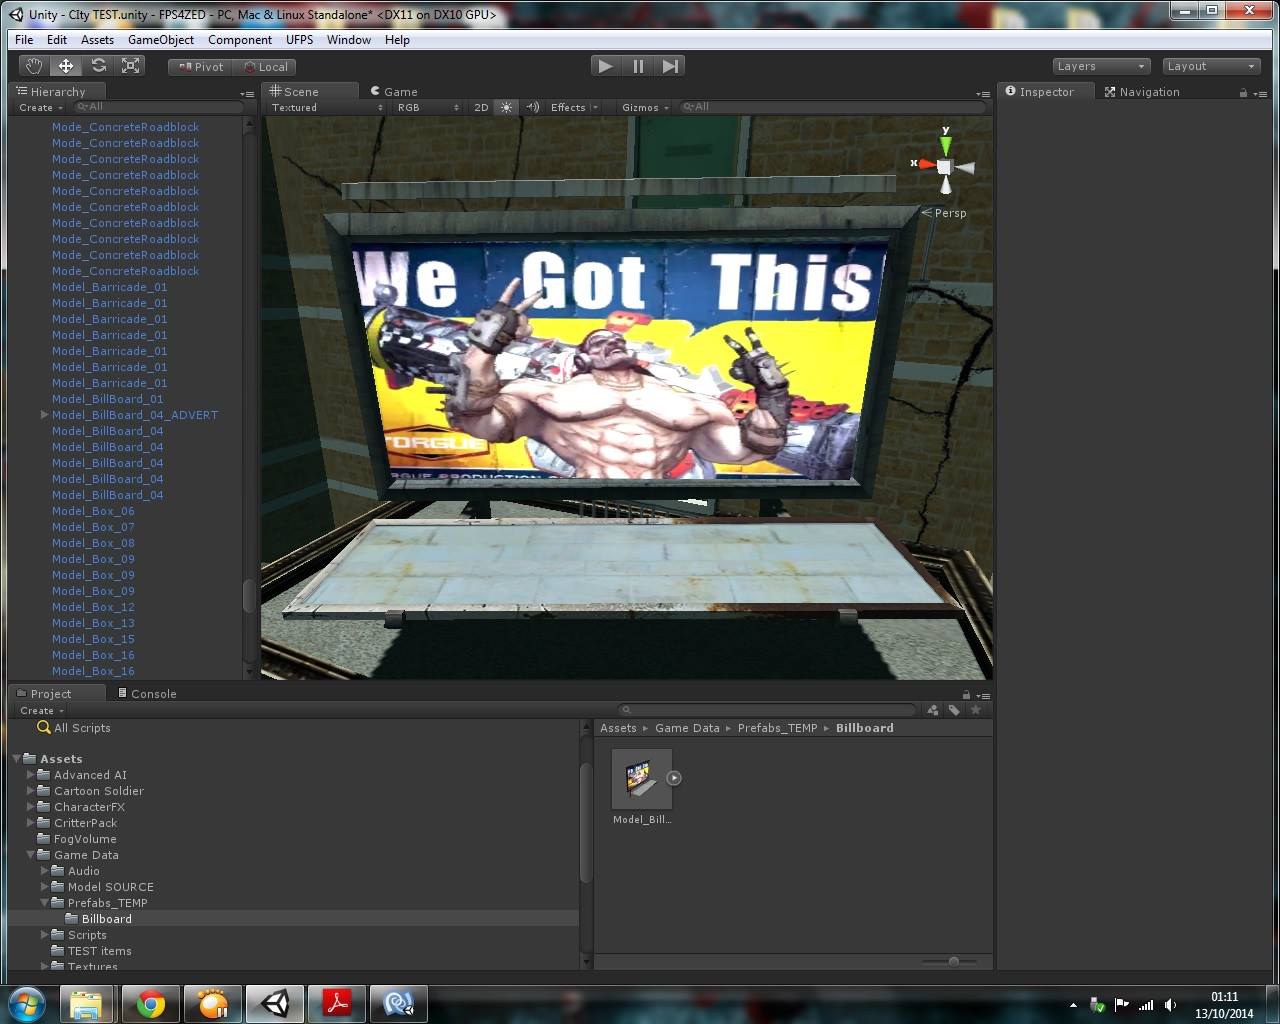 Unity - CIty TEST.unity - FPS4ZED - PC, Mac & Linux Standalone* <DX11 on DX10 GPU>
File Edit Assets GameObject Component UFPS Window Help
Pivot Local Layers Layout
Hierarchy
Create All
Mode_ConcreteRoadblock
Mode_ConcreteRoadblock
Mode_ConcreteRoadblock
Mode_ConcreteRoadblock
Mode_ConcreteRoadblock
Mode_ConcreteRoadblock
Mode_ConcreteRoadblock
Mode_ConcreteRoadblock
Mode_ConcreteRoadblock
Mode_ConcreteRoadblock
Model_Barricade_01
Model_Barricade_01
Model_Barricade_01
Model_Barricade_01
Model_Barricade_01
Model_Barricade_01
Model_Barricade_01
Model_BillBoard_01
Model_BillBoard_04_ADVERT
Model_BillBoard_04
Model_BillBoard_04
Model_BillBoard_04
Model_BillBoard_04
Model_BillBoard_04
Model_Box_06
Model_Box_07
Model_Box_08
Model_Box_09
Model_Box_09
Model_Box_09
Model_Box_12
Model_Box_13
Model_Box_15
Model_Box_16
Model_Box_16
Scene Game
Textured RGB 2D Effects Gizmos All
y
x
Persp
We Got This
TORGUE
Inspector Navigation
Project Console
Create
All Scripts
Assets
Advanced AI
Cartoon Soldier
CharacterFX
CritterPack
FogVolume
Game Data
Audio
Model SOURCE
Prefabs_TEMP
Billboard
Scripts
TEST items
Textures
Assets Game Data Prefabs_TEMP Billboard
Model_Bill...
01:11
13/10/2014